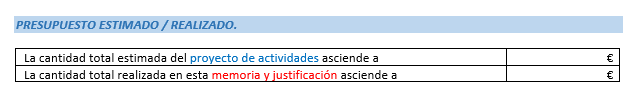 PRESUPUESTO ESTIMADO / REALIZADO.
La cantidad total estimada del proyecto de actividades asciende a €
La cantidad total realizada en esta memoria y justificación asciende a €